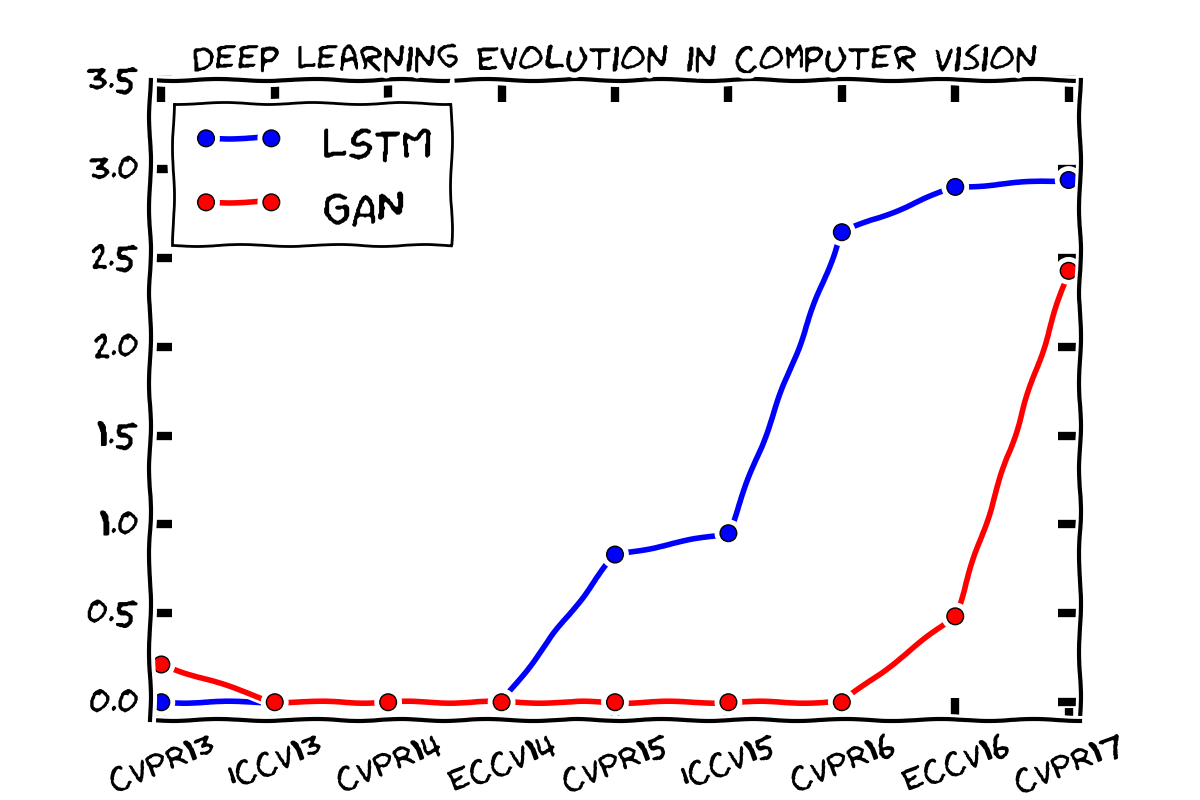 DEEP LEARNING EVOLUTION IN COMPUTER VISION
3.5
3.0
2.5
2.0
1.5
1.0
0.5
0.0
LSTM
GAN
CVPR13
ICCV13
CVPR14
ECCV14
CVPR15
ICCV15
CVPR16
ECCV16
CVPR17